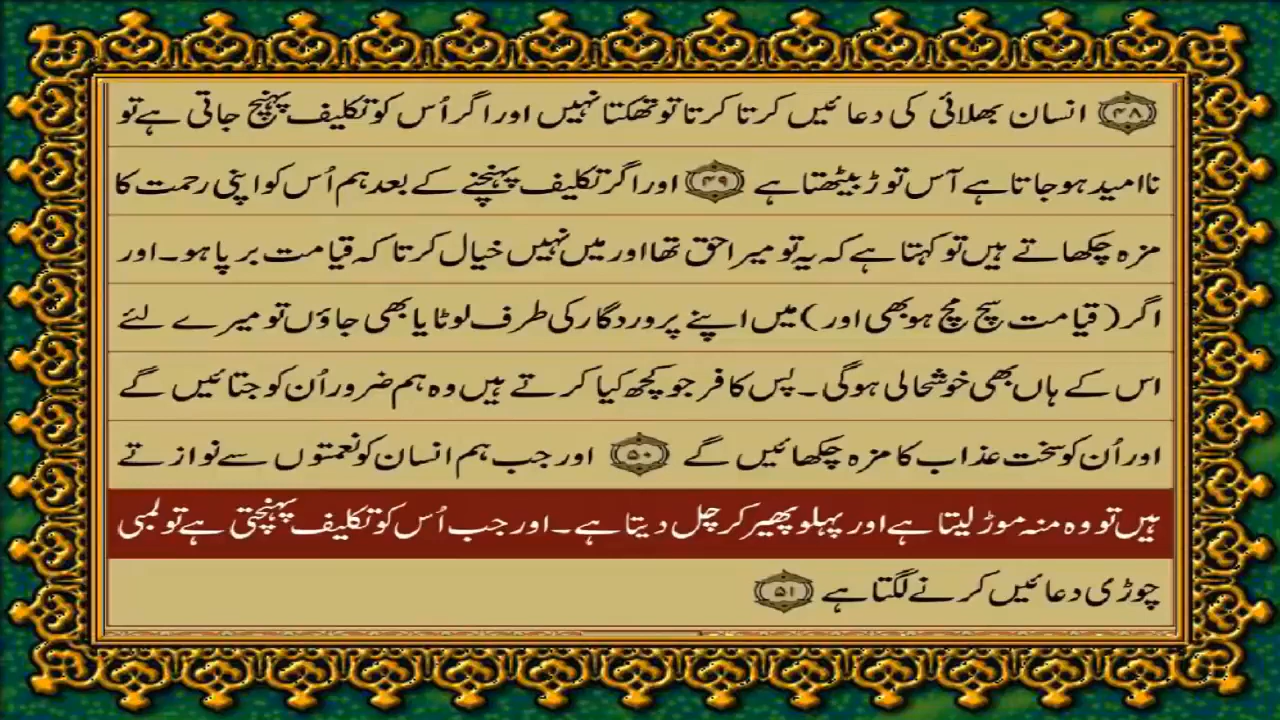 ﴿۴۸﴾ انسان بھلائی کی دعائیں کرتا کرتا تو تھکتا نہیں اور اگر اُس کو تکلیف پہنچ جاتی ہے تو
ناامید ہو جاتا ہے آس توڑ بیٹھتا ہے ﴿۴۹﴾ اور اگر تکلیف پہنچنے کے بعد ہم اُس کو اپنی رحمت کا
مزہ چکھاتے ہیں تو کہتا ہے کہ یہ تو میرا حق تھا اور میں نہیں خیال کرتا کہ قیامت برپا ہو۔ اور
اگر (قیامت سچ مچ ہو بھی اور) میں اپنے پروردگار کی طرف لوٹایا بھی جاؤں تو میرے لئے
اس کے ہاں بھی خوشحالی ہوگی۔ پس کافر جو کچھ کیا کرتے ہیں وہ ہم ضرور اُن کو جتائیں گے
اور اُن کو سخت عذاب کا مزہ چکھائیں گے ﴿۵۰﴾ اور جب ہم انسان کو نعمتوں سے نوازتے
ہیں تو وہ منہ موڑ لیتا ہے اور پہلو پھیر کر چل دیتا ہے۔ اور جب اُس کو تکلیف پہنچتی ہے تو لمبی
چوڑی دعائیں کرنے لگتا ہے ﴿۵۱﴾